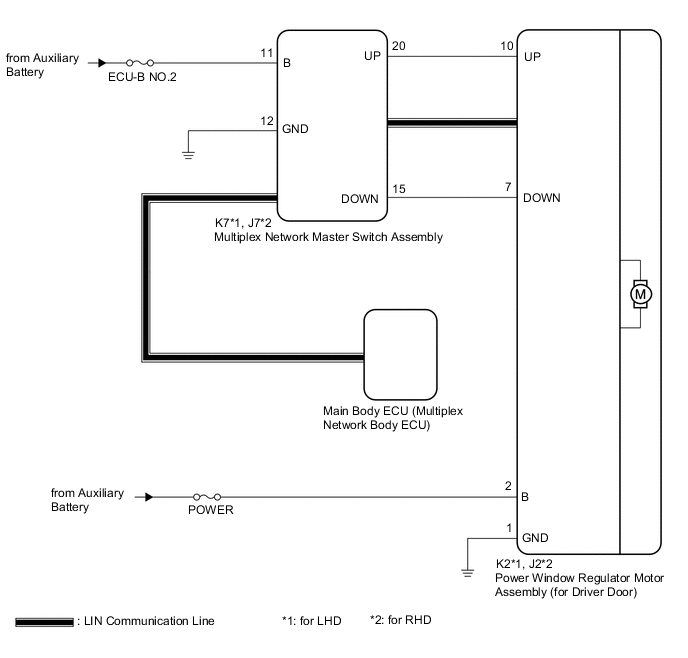 from Auxiliary
Battery
ECU-B NO.2
11
B
20
UP
10
UP
12
GND
15
DOWN
7
DOWN
K7*1, J7*2
Multiplex Network Master Switch Assembly
M
Main Body ECU (Multiplex
Network Body ECU)
from Auxiliary
Battery
POWER
2
B
1
GND
K2*1, J2*2
Power Window Regulator Motor
Assembly (for Driver Door)
: LIN Communication Line
*1: for LHD
*2: for RHD